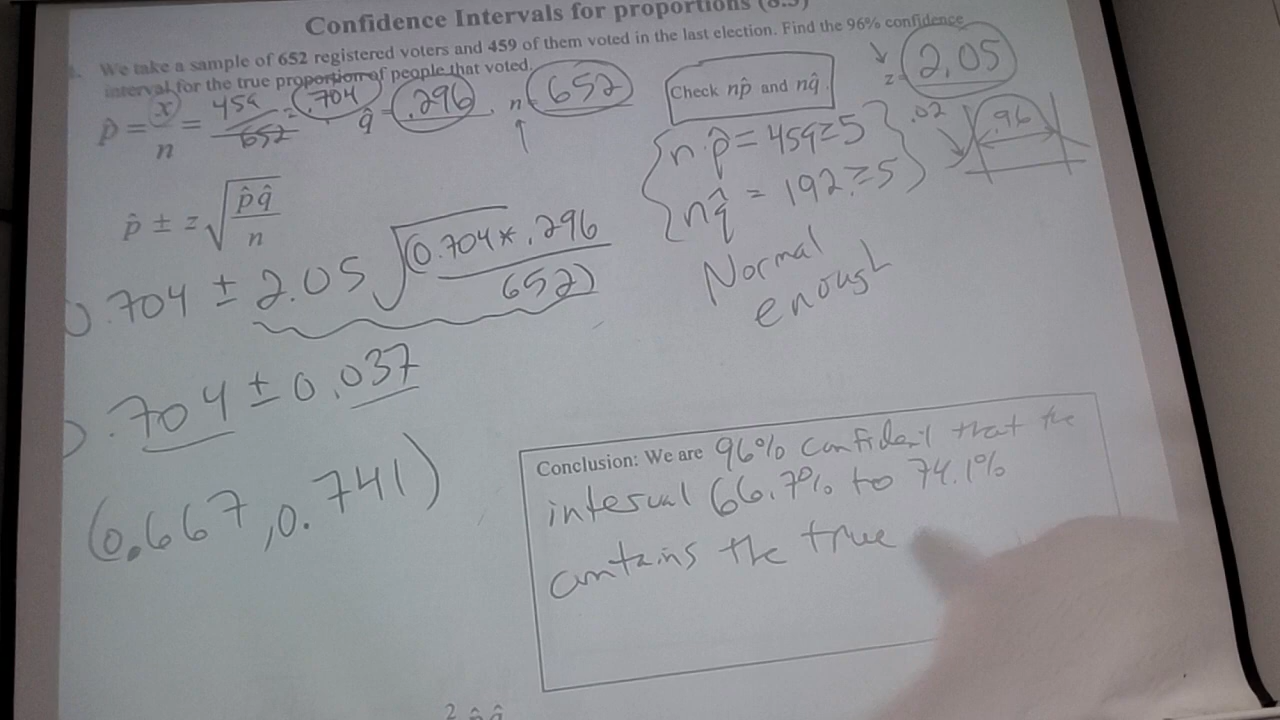 Confidence Intervals for proportions (8.3)
We take a sample of 652 registered voters and 459 of them voted in the last election. Find the 96% confidence
interval for the true proportion of people that voted.
p̂ = x/n = 459/652 = .704 q̂ = .296, n = 652
Check np̂ and nq̂.
z = 2.05
n·p̂ = 459 ≥ 5
nq̂ = 192 ≥ 5
.02 .96
Normal
enough
p̂ ± z√(p̂q̂/n)
.704 ± 2.05 √(0.704 * .296 / 652)
.704 ± 0.037
(0.667, 0.741)
Conclusion: We are 96% confident that the
interval 66.7% to 74.1%
contains the true